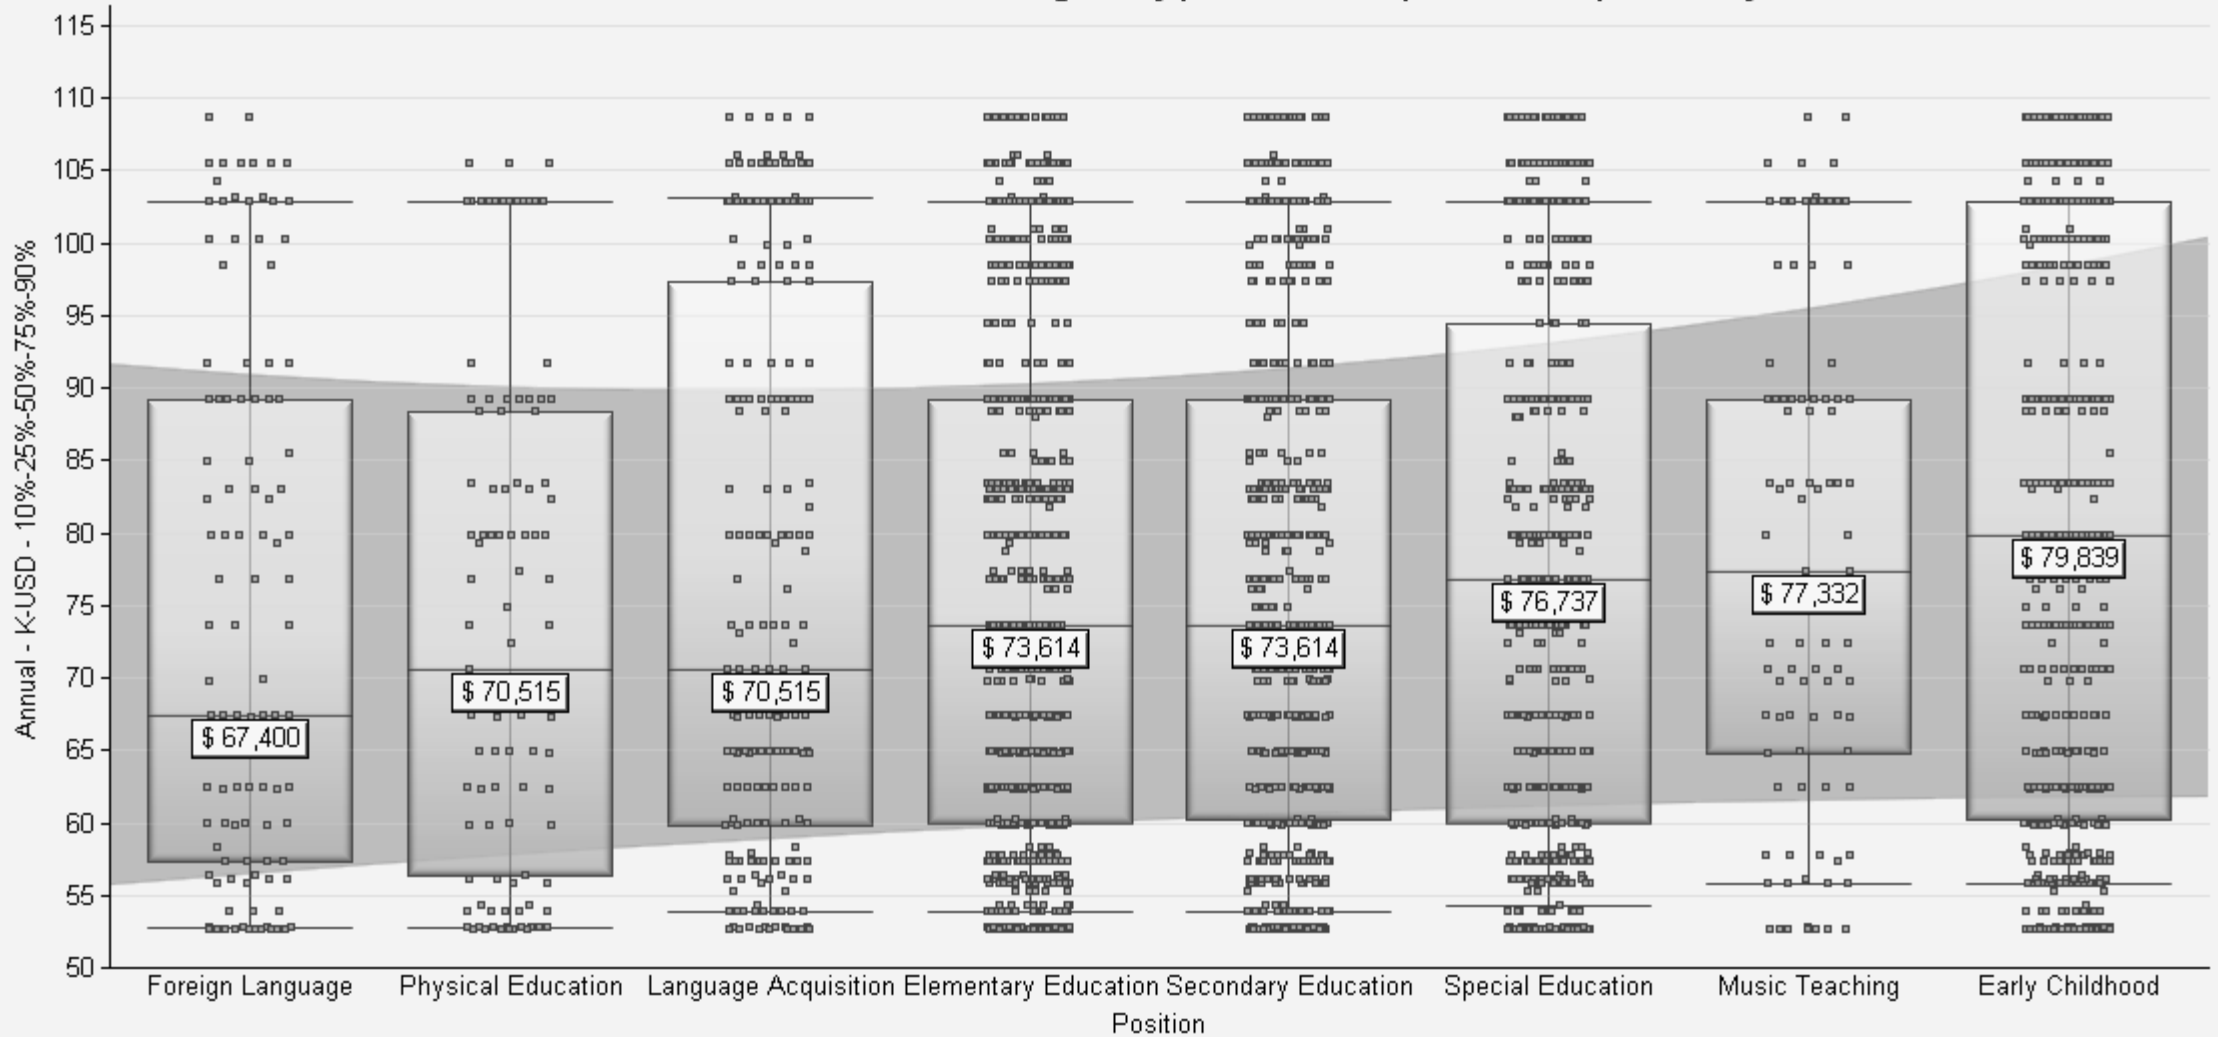 115
110
105
100
95
90
85
80
75
70
65
60
55
50
Annual - K-USD - 10%-25%-50%-75%-90%
$ 67,400
$ 70,515
$ 70,515
$ 73,614
$ 73,614
$ 76,737
$ 77,332
$ 79,839
Foreign Language
Physical Education
Language Acquisition
Elementary Education
Secondary Education
Special Education
Music Teaching
Early Childhood
Position